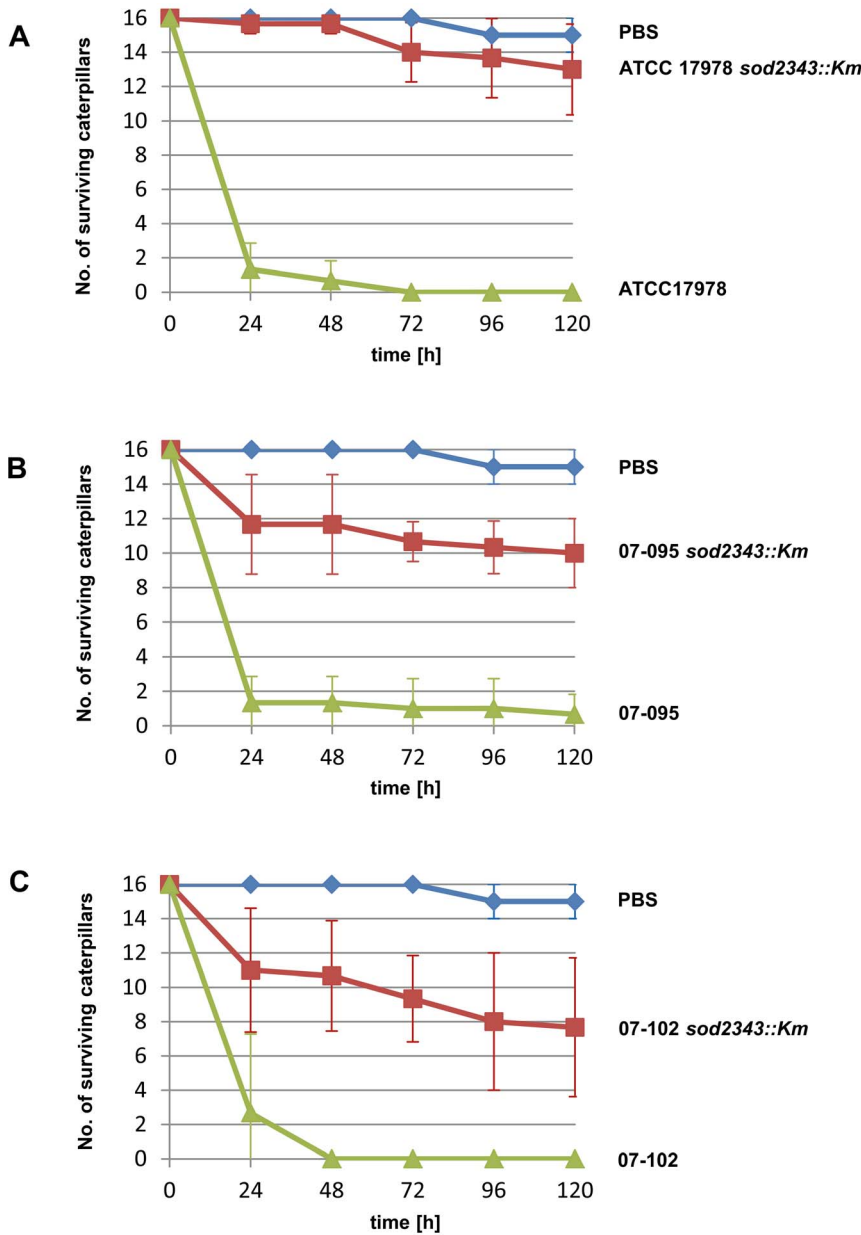 A
No. of surviving caterpillars
16
14
12
10
8
6
4
2
0
0 24 48 72 96 120
time [h]
PBS
ATCC 17978 sod2343::Km
ATCC17978
B
No. of surviving caterpillars
16
14
12
10
8
6
4
2
0
0 24 48 72 96 120
time [h]
PBS
07-095 sod2343::Km
07-095
C
No. of surviving caterpillars
16
14
12
10
8
6
4
2
0
0 24 48 72 96 120
time [h]
PBS
07-102 sod2343::Km
07-102